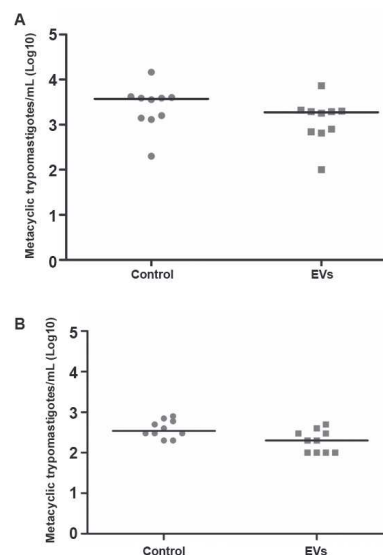 A
Metacyclic trypomastigotes/mL (Log10)
5
4
3
2
1
0
Control
EVs
B
Metacyclic trypomastigotes/mL (Log10)
5
4
3
2
1
0
Control
EVs